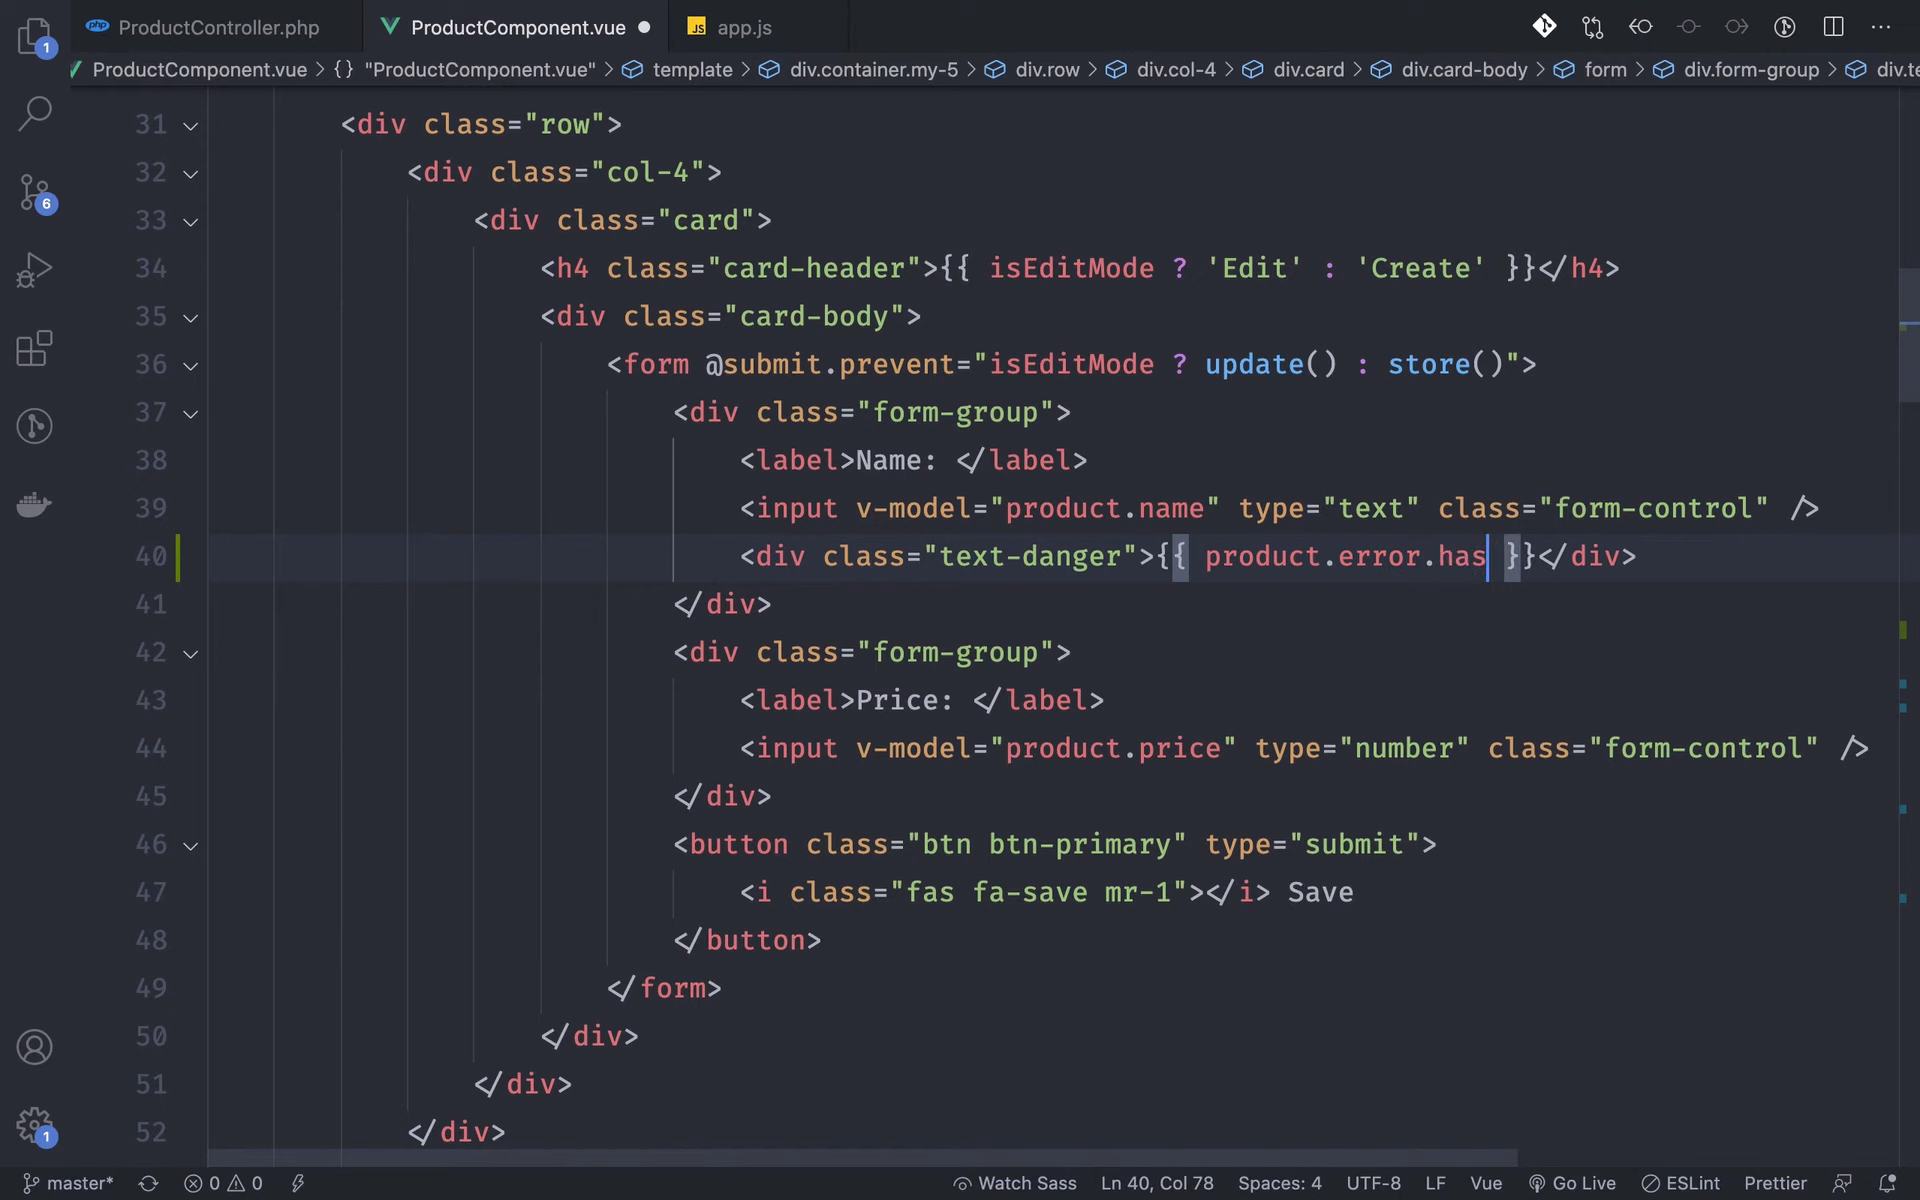 1
php ProductController.php
ProductComponent.vue
JS app.js
ProductComponent.vue > {} "ProductComponent.vue" > template > div.container.my-5 > div.row > div.col-4 > div.card > div.card-body > form > div.form-group > div.te
31 <div class="row">
32 <div class="col-4">
33 <div class="card">
34 <h4 class="card-header">{{ isEditMode ? 'Edit' : 'Create' }}</h4>
35 <div class="card-body">
36 <form @submit.prevent="isEditMode ? update() : store()">
37 <div class="form-group">
38 <label>Name: </label>
39 <input v-model="product.name" type="text" class="form-control" />
40 <div class="text-danger">{{ product.error.has }}</div>
41 </div>
42 <div class="form-group">
43 <label>Price: </label>
44 <input v-model="product.price" type="number" class="form-control" />
45 </div>
46 <button class="btn btn-primary" type="submit">
47 <i class="fas fa-save mr-1"></i> Save
48 </button>
49 </form>
50 </div>
51 </div>
52 </div>
6
1
master* 0 0 Watch Sass Ln 40, Col 78 Spaces: 4 UTF-8 LF Vue Go Live ESLint Prettier